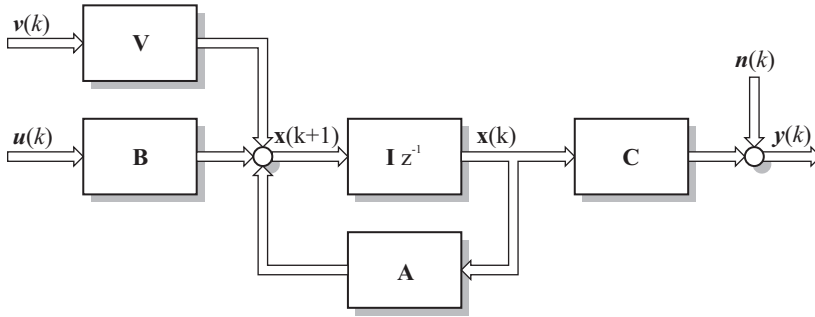 v(k)
V
n(k)
u(k)
B
x(k+1)
I z⁻¹
x(k)
C
y(k)
A